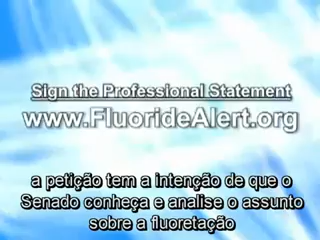 Sign the Professional Statement
www.FluorideAlert.org
a petição tem a intenção de que o
Senado conheça e analise o assunto
sobre a fluoretação